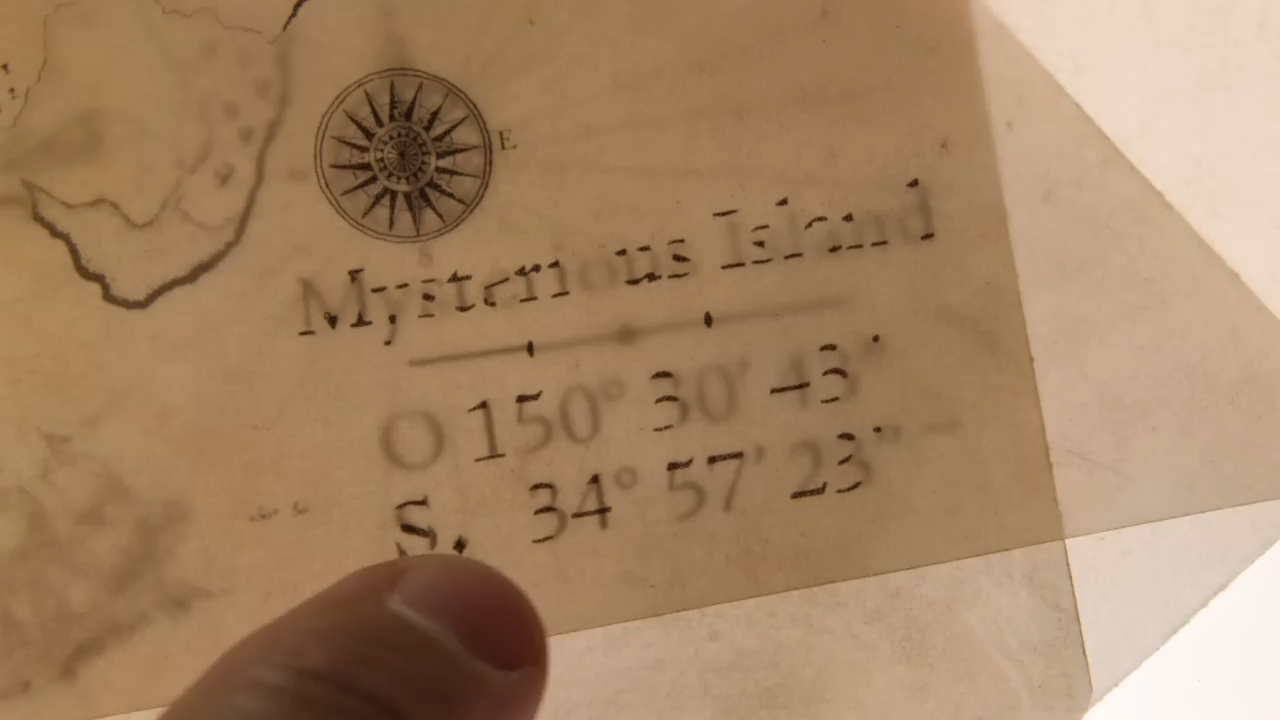 E
Mysterious Island
O 150° 30' 43"
S. 34° 57' 23"